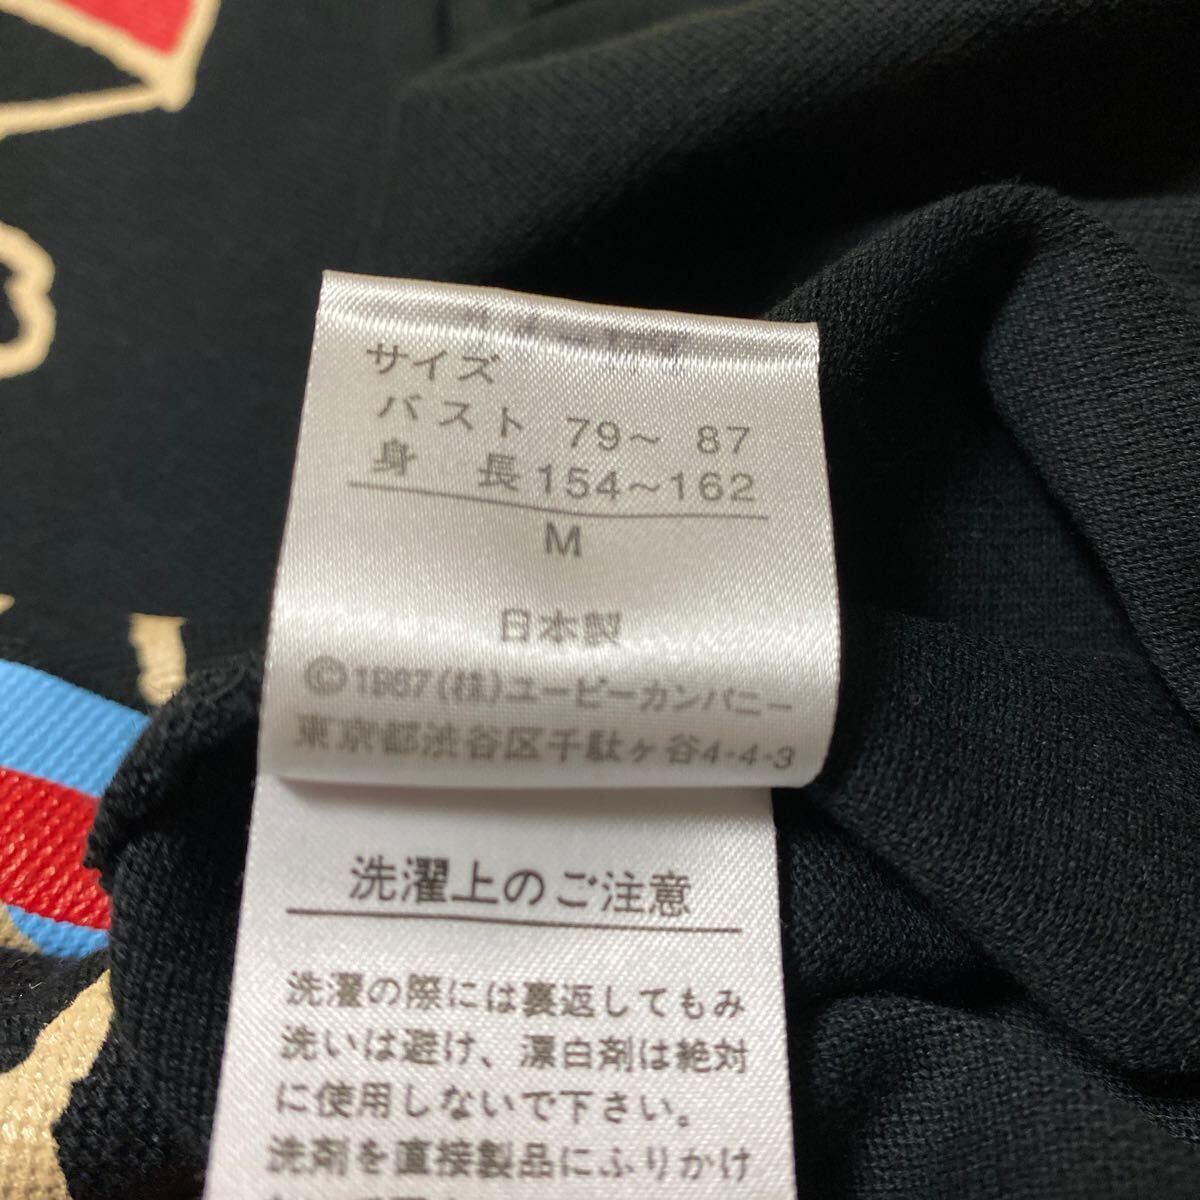 サイズ
バスト 79～ 87
身 長154～162
M
日本製
©1987(株)ユーピーカンパニー
東京都渋谷区千駄ヶ谷4-4-3
洗濯上のご注意
洗濯の際には裏返してもみ
洗いは避け、漂白剤は絶対
に使用しないで下さい。
洗剤を直接製品にふりかけ